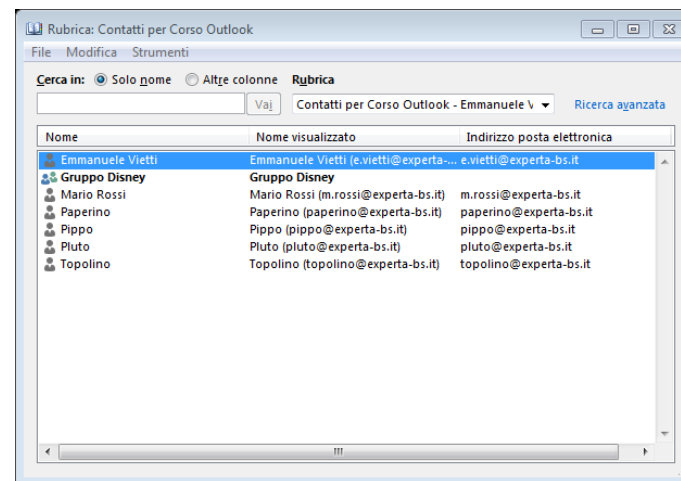 Rubrica: Contatti per Corso Outlook
File Modifica Strumenti
Cerca in: Solo nome Altre colonne Rubrica
Vai Contatti per Corso Outlook - Emmanuele Ricerca avanzata
Nome Nome visualizzato Indirizzo posta elettronica
Emmanuele Vietti Emmanuele Vietti (e.vietti@experta-... e.vietti@experta-bs.it
Gruppo Disney Gruppo Disney
Mario Rossi Mario Rossi (m.rossi@experta-bs.it) m.rossi@experta-bs.it
Paperino Paperino (paperino@experta-bs.it) paperino@experta-bs.it
Pippo Pippo (pippo@experta-bs.it) pippo@experta-bs.it
Pluto Pluto (pluto@experta-bs.it) pluto@experta-bs.it
Topolino Topolino (topolino@experta-bs.it) topolino@experta-bs.it